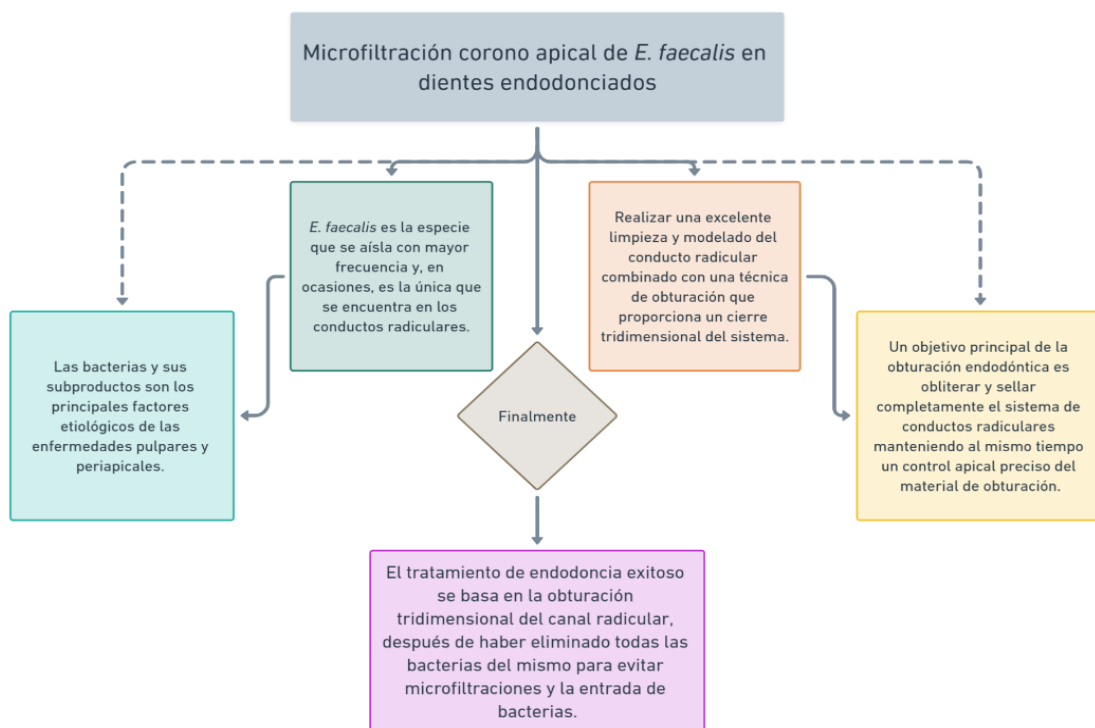 Microfiltración corono apical de E. faecalis en
dientes endodonciados
E. faecalis es la especie
que se aísla con mayor
frecuencia y, en
ocasiones, es la única que
se encuentra en los
conductos radiculares.
Realizar una excelente
limpieza y modelado del
conducto radicular
combinado con una técnica
de obturación que
proporciona un cierre
tridimensional del sistema.
Las bacterias y sus
subproductos son los
principales factores
etiológicos de las
enfermedades pulpares y
periapicales.
Finalmente
Un objetivo principal de la
obturación endodóntica es
obliterar y sellar
completamente el sistema de
conductos radiculares
manteniendo al mismo tiempo
un control apical preciso del
material de obturación.
El tratamiento de endodoncia exitoso
se basa en la obturación
tridimensional del canal radicular,
después de haber eliminado todas las
bacterias del mismo para evitar
microfiltraciones y la entrada de
bacterias.